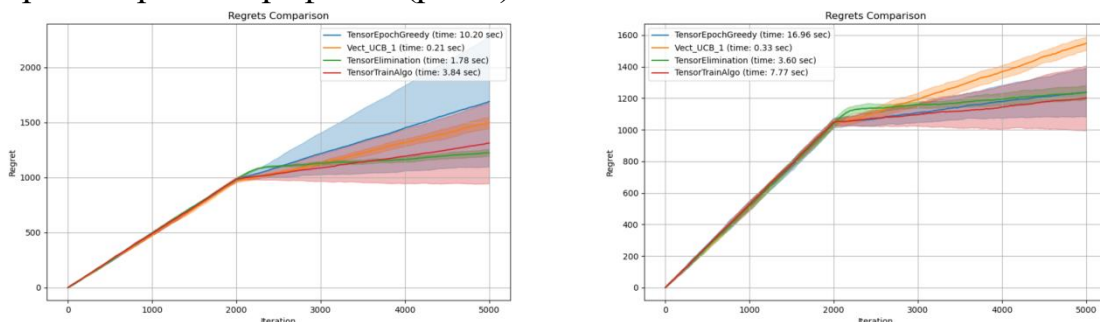 Regrets Comparison
TensorEpochGreedy (time: 10.20 sec)
Vect_UCB_1 (time: 0.21 sec)
TensorElimination (time: 1.78 sec)
TensorTrainAlgo (time: 3.84 sec)
2000
1500
1000
500
0
Regret
0 1000 2000 3000 4000 5000
Iteration
Regrets Comparison
TensorEpochGreedy (time: 16.96 sec)
Vect_UCB_1 (time: 0.33 sec)
TensorElimination (time: 3.60 sec)
TensorTrainAlgo (time: 7.77 sec)
1600
1400
1200
1000
800
600
400
200
0
Regret
0 1000 2000 3000 4000 5000
Iteration